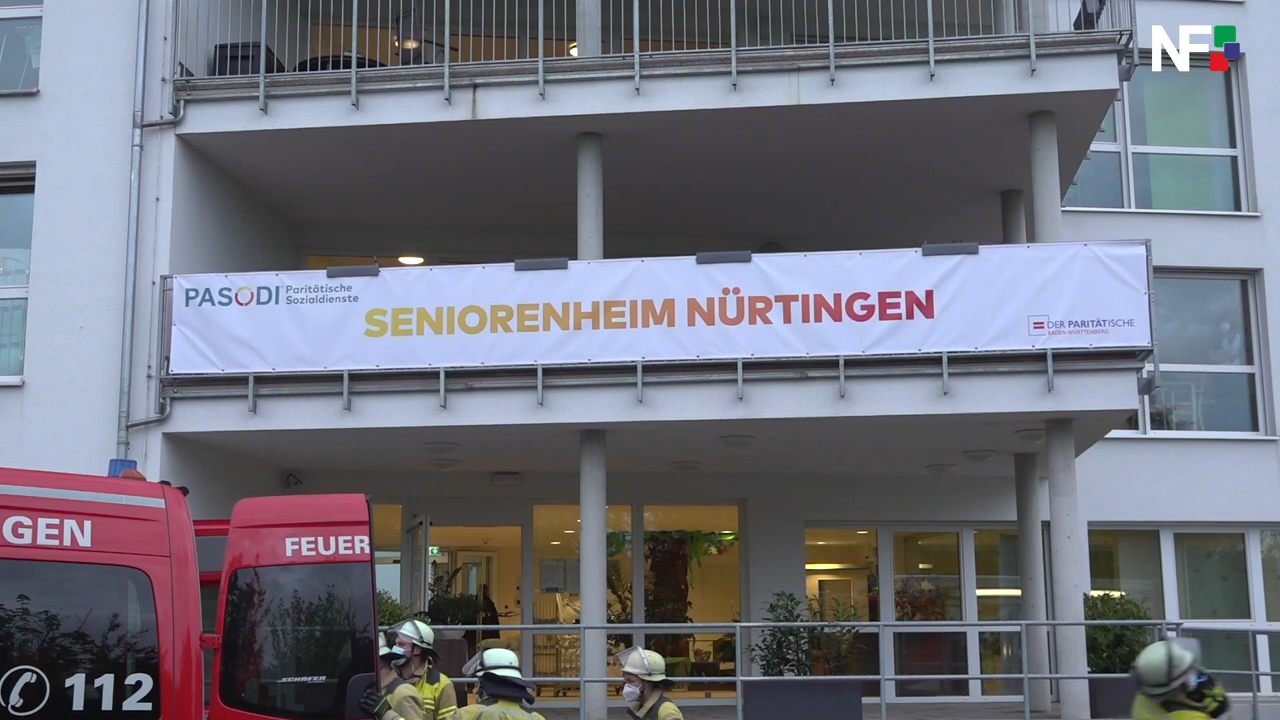 NF
PASODI Paritätische
Sozialdienste
SENIORENHEIM NÜRTINGEN
DER PARITÄTISCHE
BADEN-WÜRTTEMBERG
GEN
FEUER
SCHÄFER
112